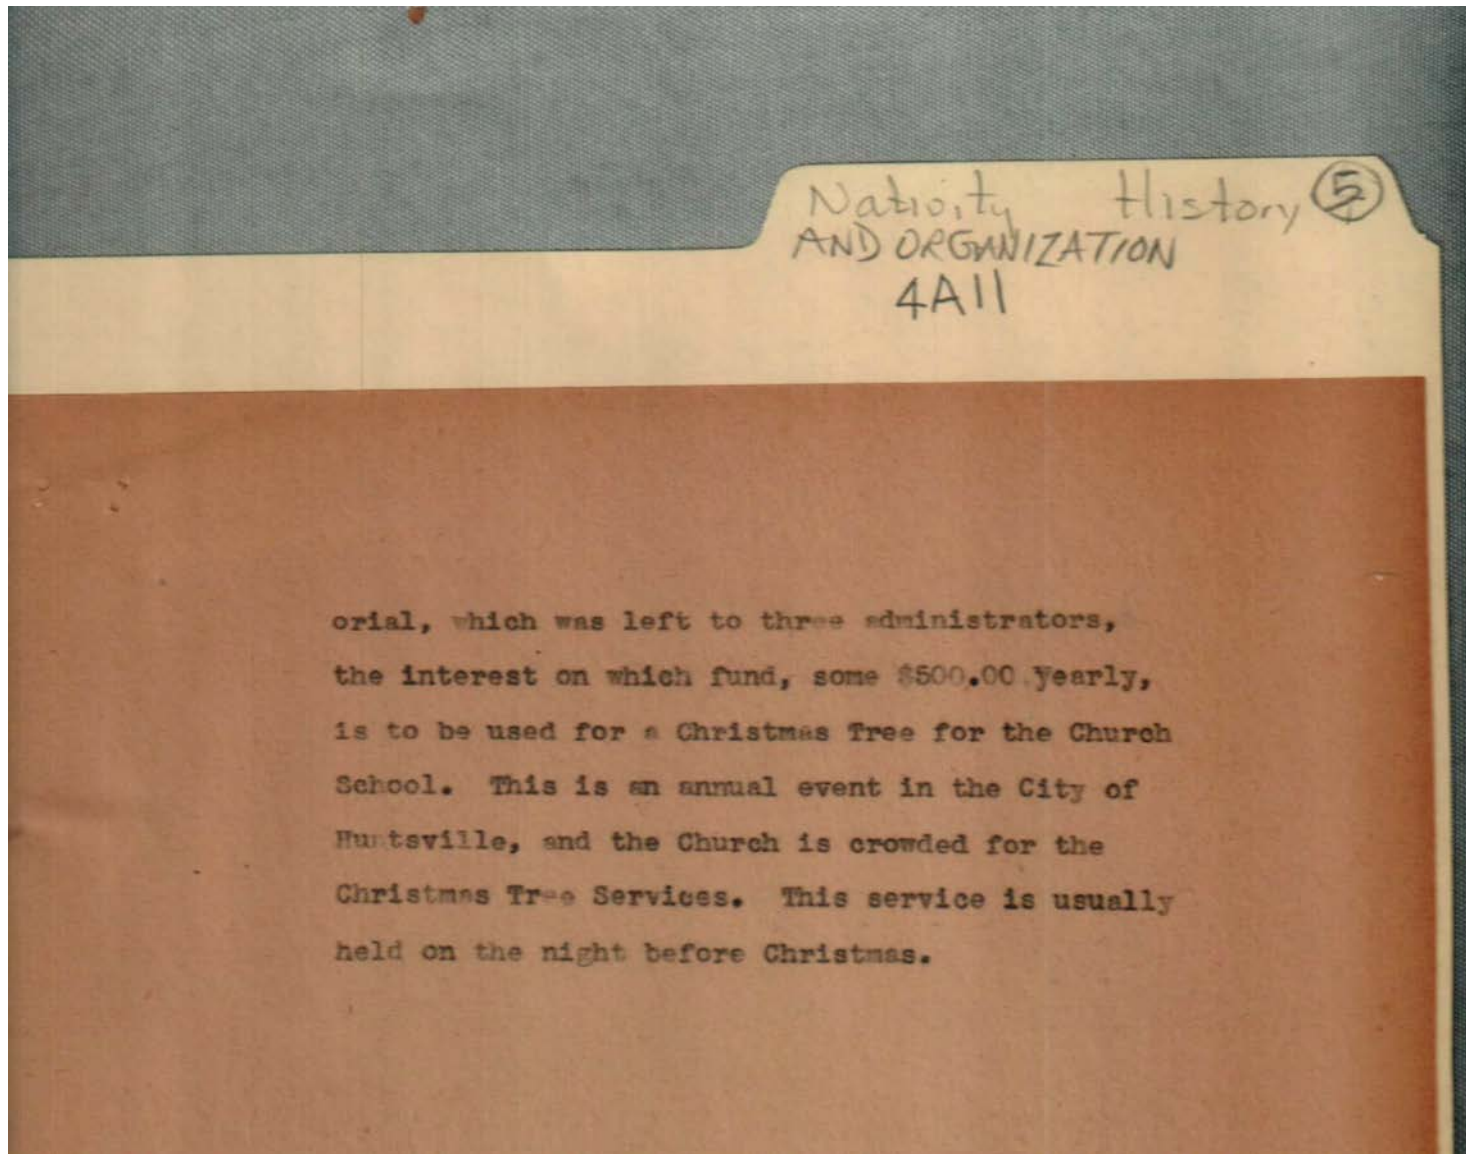 Nativity History 5
AND ORGANIZATION
4A11
orial, which was left to three administrators,
the interest on which fund, some $500.00 yearly,
is to be used for a Christmas Tree for the Church
School. This is an annual event in the City of
Huntsville, and the Church is crowded for the
Christmas Tree Services. This service is usually
held on the night before Christmas.